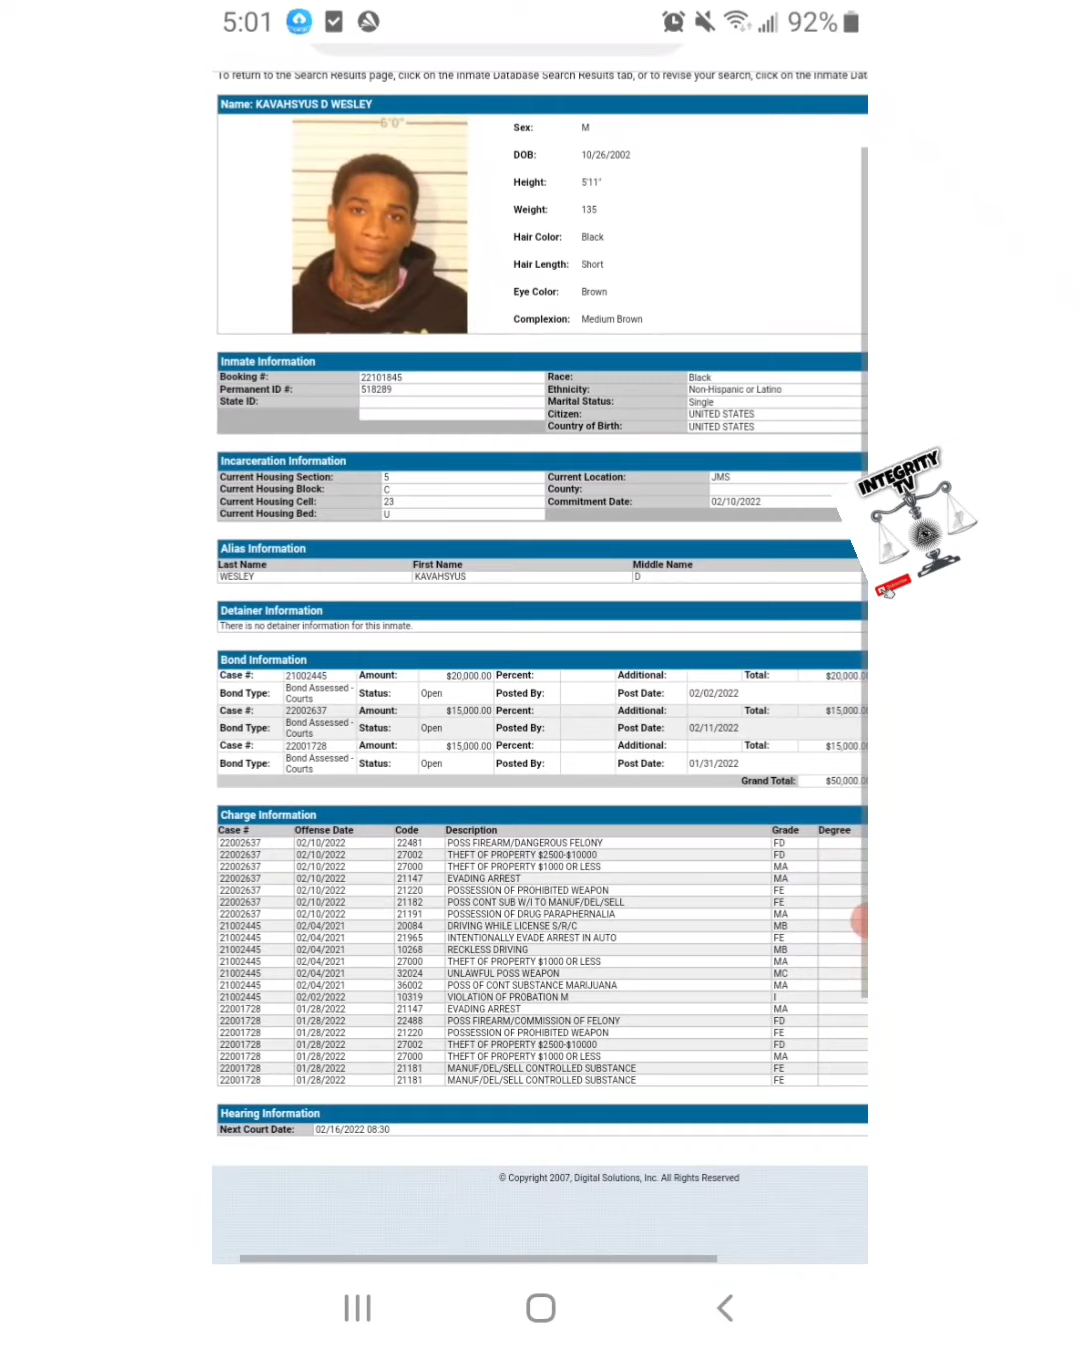 5:01 92%
To return to the Search Results page, click on the Inmate Database Search Results tab, or to revise your search, click on the Inmate Dat
Name: KAVAHSYUS D WESLEY
6'0"
Sex: M
DOB: 10/26/2002
Height: 5'11"
Weight: 135
Hair Color: Black
Hair Length: Short
Eye Color: Brown
Complexion: Medium Brown
Inmate Information
Booking #: 22101845 Race: Black
Permanent ID #: 518289 Ethnicity: Non-Hispanic or Latino
State ID: Marital Status: Single
Citizen: UNITED STATES
Country of Birth: UNITED STATES
INTEGRITY
TV
Subscribe
Incarceration Information
Current Housing Section: 5 Current Location: JMS
Current Housing Block: C County:
Current Housing Cell: 23 Commitment Date: 02/10/2022
Current Housing Bed: U
Alias Information
Last Name First Name Middle Name
WESLEY KAVAHSYUS D
Detainer Information
There is no detainer information for this inmate.
Bond Information
Case #: 21002445 Amount: $20,000.00 Percent: Additional: Total: $20,000.0
Bond Type: Bond Assessed - Courts Status: Open Posted By: Post Date: 02/02/2022
Case #: 22002637 Amount: $15,000.00 Percent: Additional: Total: $15,000.0
Bond Type: Bond Assessed - Courts Status: Open Posted By: Post Date: 02/11/2022
Case #: 22001728 Amount: $15,000.00 Percent: Additional: Total: $15,000.0
Bond Type: Bond Assessed - Courts Status: Open Posted By: Post Date: 01/31/2022
Grand Total: $50,000.0
Charge Information
Case # Offense Date Code Description Grade Degree
22002637 02/10/2022 22481 POSS FIREARM/DANGEROUS FELONY FD
22002637 02/10/2022 27002 THEFT OF PROPERTY $2500-$10000 FD
22002637 02/10/2022 27000 THEFT OF PROPERTY $1000 OR LESS MA
22002637 02/10/2022 21147 EVADING ARREST MA
22002637 02/10/2022 21220 POSSESSION OF PROHIBITED WEAPON FE
22002637 02/10/2022 21182 POSS CONT SUB W/I TO MANUF/DEL/SELL FE
22002637 02/10/2022 21191 POSSESSION OF DRUG PARAPHERNALIA MA
21002445 02/04/2021 20084 DRIVING WHILE LICENSE S/R/C MB
21002445 02/04/2021 21965 INTENTIONALLY EVADE ARREST IN AUTO FE
21002445 02/04/2021 10268 RECKLESS DRIVING MB
21002445 02/04/2021 27000 THEFT OF PROPERTY $1000 OR LESS MA
21002445 02/04/2021 32024 UNLAWFUL POSS WEAPON MC
21002445 02/04/2021 36002 POSS OF CONT SUBSTANCE MARIJUANA MA
21002445 02/02/2022 10319 VIOLATION OF PROBATION M I
22001728 01/28/2022 21147 EVADING ARREST MA
22001728 01/28/2022 22488 POSS FIREARM/COMMISSION OF FELONY FD
22001728 01/28/2022 21220 POSSESSION OF PROHIBITED WEAPON FE
22001728 01/28/2022 27002 THEFT OF PROPERTY $2500-$10000 FD
22001728 01/28/2022 27000 THEFT OF PROPERTY $1000 OR LESS MA
22001728 01/28/2022 21181 MANUF/DEL/SELL CONTROLLED SUBSTANCE FE
22001728 01/28/2022 21181 MANUF/DEL/SELL CONTROLLED SUBSTANCE FE
Hearing Information
Next Court Date: 02/16/2022 08:30
© Copyright 2007, Digital Solutions, Inc. All Rights Reserved